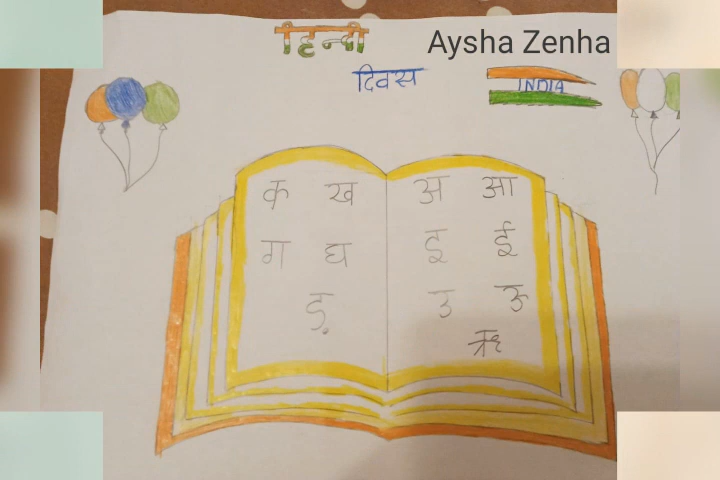 हिन्दी
Aysha Zenha
दिवस
INDIA
क ख
ग घ
ड़
अ आ
इ ई
उ ऊ
ऋ